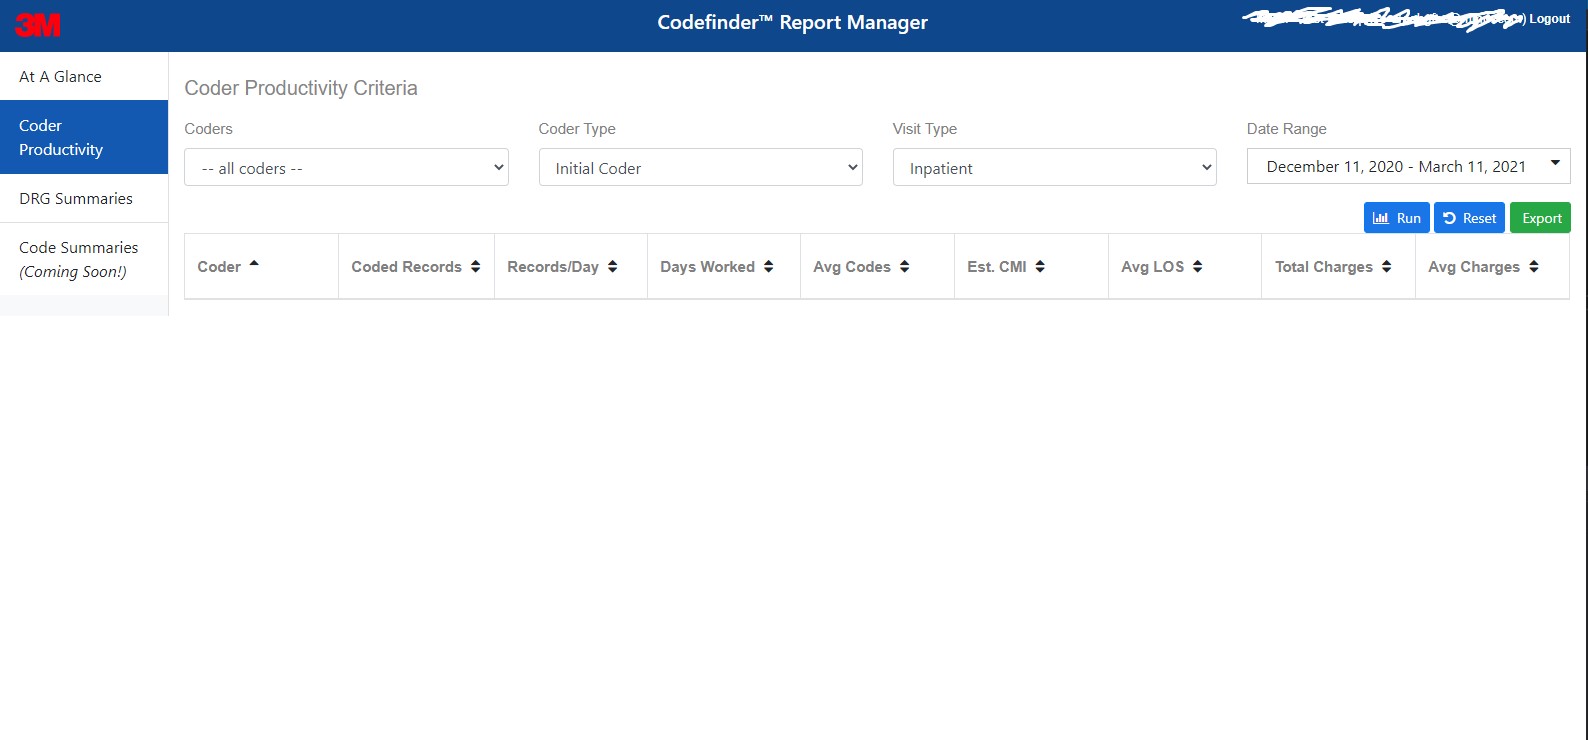 3M
Codefinder™ Report Manager
Logout
At A Glance
Coder
Productivity
DRG Summaries
Code Summaries
(Coming Soon!)
Coder Productivity Criteria
Coders
Coder Type
Visit Type
Date Range
-- all coders --
Initial Coder
Inpatient
December 11, 2020 - March 11, 2021
Run
Reset
Export
Coder
Coded Records
Records/Day
Days Worked
Avg Codes
Est. CMI
Avg LOS
Total Charges
Avg Charges